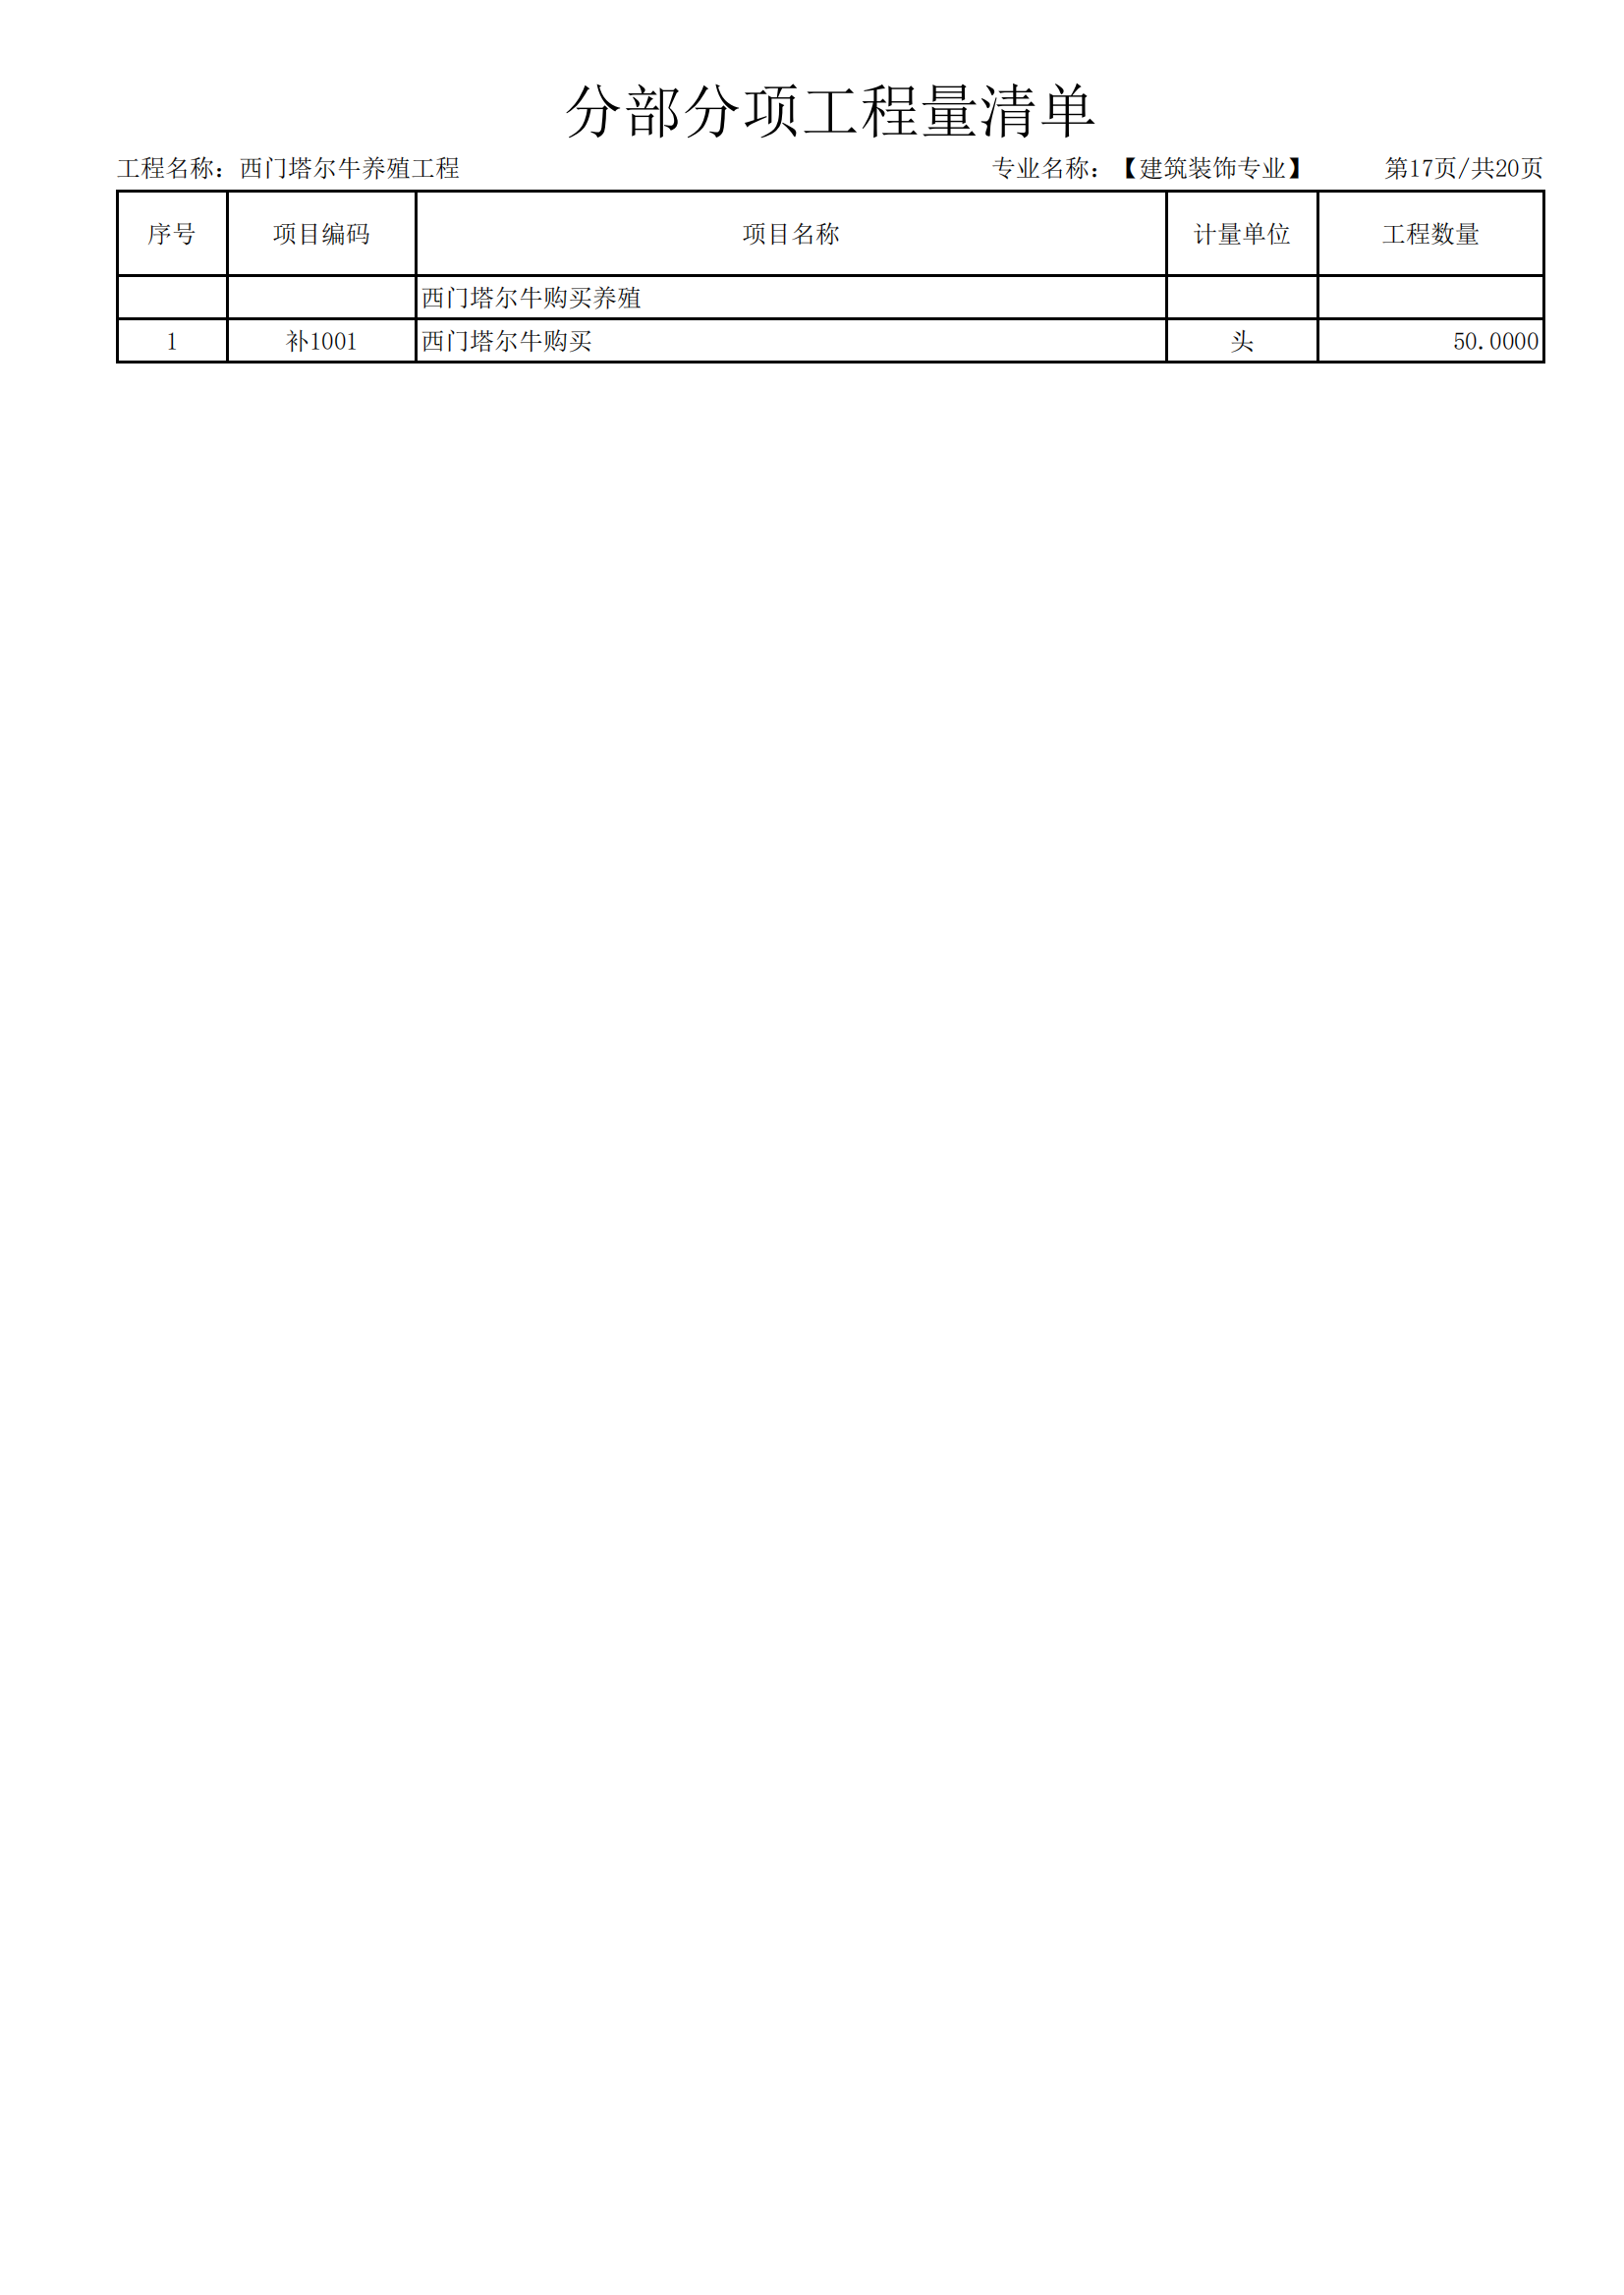 分部分项工程量清单
工程名称：西门塔尔牛养殖工程 专业名称：【建筑装饰专业】 第17页/共20页
序号 项目编码 项目名称 计量单位 工程数量
西门塔尔牛购买养殖
1 补1001 西门塔尔牛购买 头 50.0000